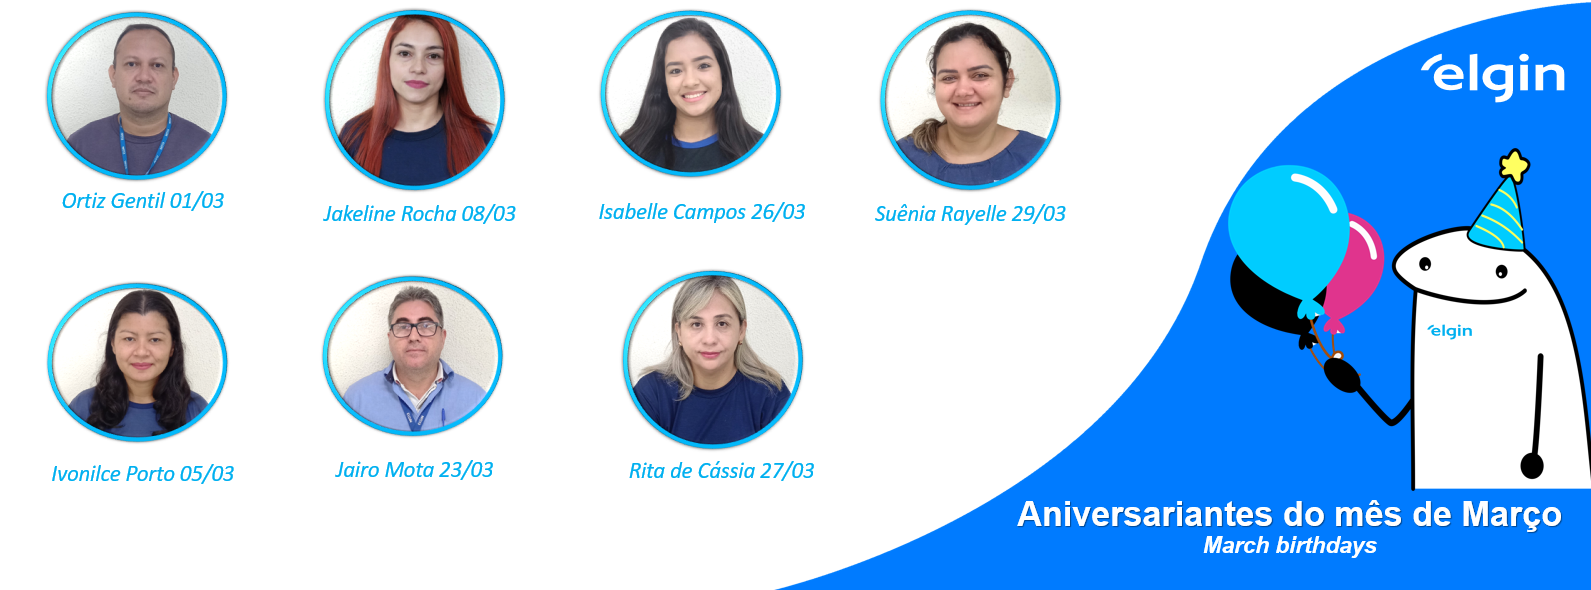 Ortiz Gentil 01/03
Jakeline Rocha 08/03
Isabelle Campos 26/03
Suênia Rayelle 29/03
Ivonilce Porto 05/03
Jairo Mota 23/03
Rita de Cássia 27/03
elgin
elgin
Aniversariantes do mês de Março
March birthdays